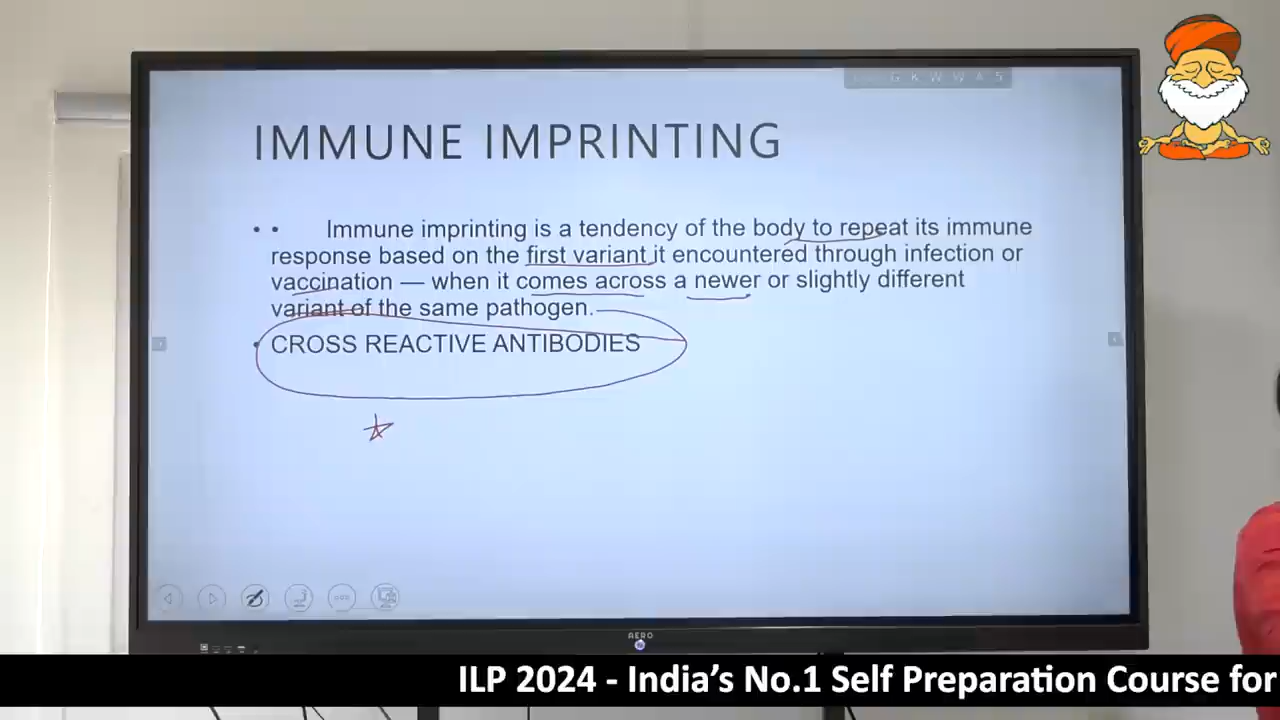 G K W W A S
IMMUNE IMPRINTING
• • Immune imprinting is a tendency of the body to repeat its immune
response based on the first variant it encountered through infection or
vaccination — when it comes across a newer or slightly different
variant of the same pathogen.
• CROSS REACTIVE ANTIBODIES
AERO
ILP 2024 - India's No.1 Self Preparation Course for